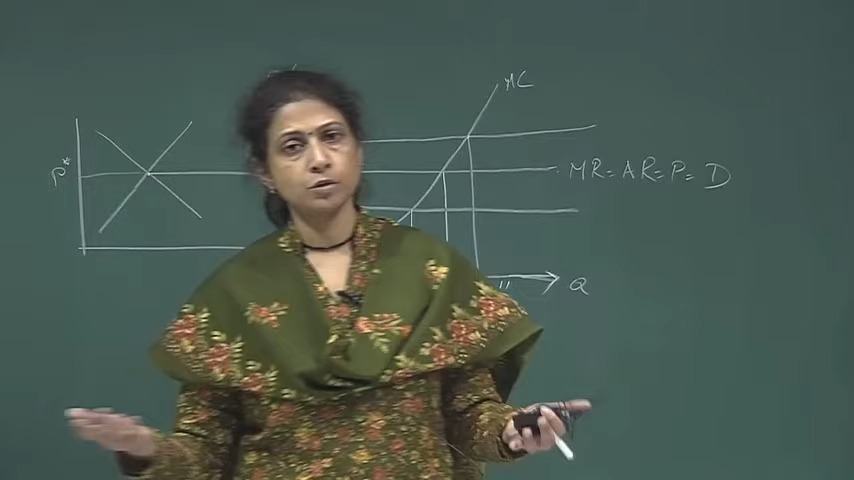 MC
P*
MR = AR = P = D
Q